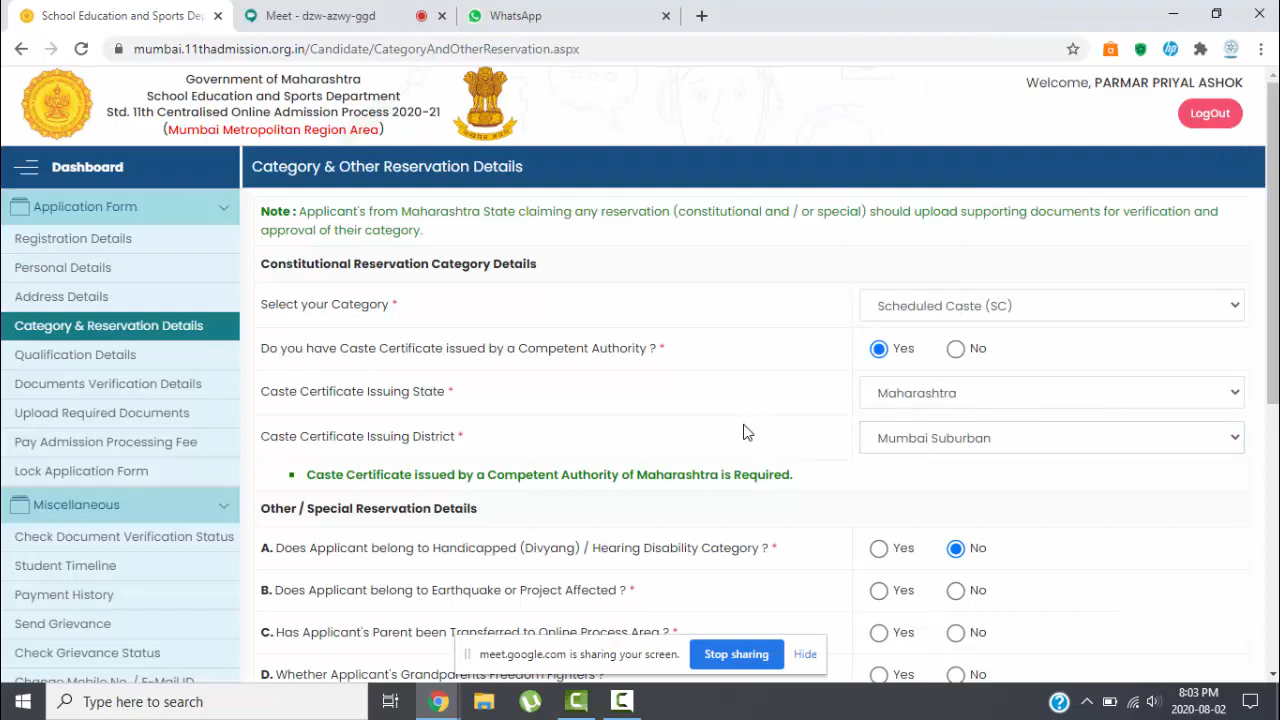 School Education and Sports De
Meet - dzw-azwy-ggd
WhatsApp
mumbai.11thadmission.org.in/Candidate/CategoryAndOtherReservation.aspx
Government of Maharashtra
School Education and Sports Department
Std. 11th Centralised Online Admission Process 2020-21
(Mumbai Metropolitan Region Area)
Welcome, PARMAR PRIYAL ASHOK
LogOut
Dashboard
Application Form
Registration Details
Personal Details
Address Details
Category & Reservation Details
Qualification Details
Documents Verification Details
Upload Required Documents
Pay Admission Processing Fee
Lock Application Form
Miscellaneous
Check Document Verification Status
Student Timeline
Payment History
Send Grievance
Check Grievance Status
Change Mobile No. / E-Mail ID
Category & Other Reservation Details
Note : Applicant's from Maharashtra State claiming any reservation (constitutional and / or special) should upload supporting documents for verification and
approval of their category.
Constitutional Reservation Category Details
Select your Category * Scheduled Caste (SC)
Do you have Caste Certificate issued by a Competent Authority ? * Yes No
Caste Certificate Issuing State * Maharashtra
Caste Certificate Issuing District * Mumbai Suburban
Caste Certificate issued by a Competent Authority of Maharashtra is Required.
Other / Special Reservation Details
A. Does Applicant belong to Handicapped (Divyang) / Hearing Disability Category ? * Yes No
B. Does Applicant belong to Earthquake or Project Affected ? * Yes No
C. Has Applicant's Parent been Transferred to Online Process Area ? * Yes No
D. Whether Applicant's Grandparents Freedom Fighters ? Yes No
meet.google.com is sharing your screen. Stop sharing Hide
Type here to search
8:03 PM
2020-08-02